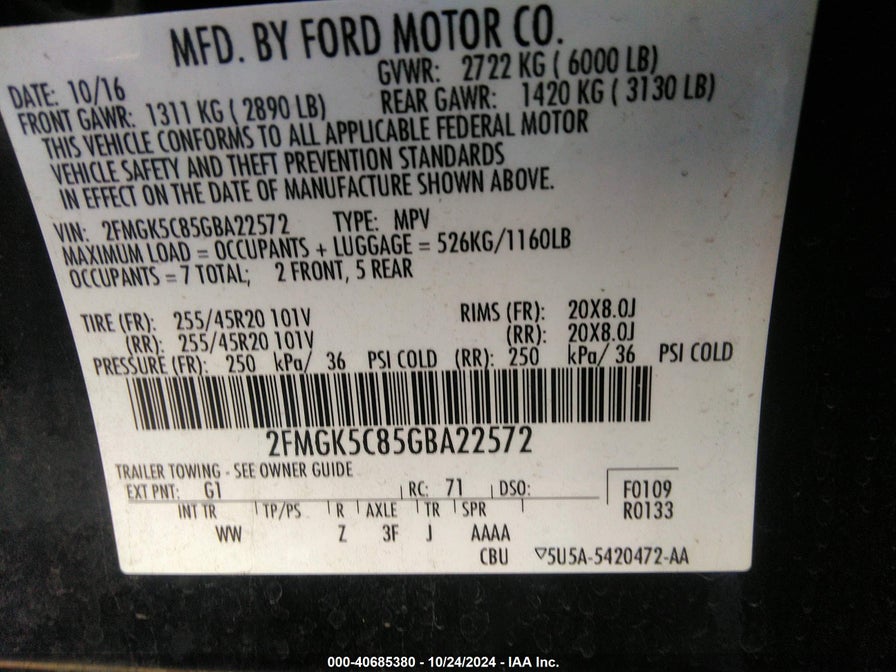 MFD. BY FORD MOTOR CO.
DATE: 10/16 GVWR: 2722 KG ( 6000 LB)
FRONT GAWR: 1311 KG ( 2890 LB) REAR GAWR: 1420 KG ( 3130 LB)
THIS VEHICLE CONFORMS TO ALL APPLICABLE FEDERAL MOTOR
VEHICLE SAFETY AND THEFT PREVENTION STANDARDS
IN EFFECT ON THE DATE OF MANUFACTURE SHOWN ABOVE.
VIN: 2FMGK5C85GBA22572 TYPE: MPV
MAXIMUM LOAD = OCCUPANTS + LUGGAGE = 526KG/1160LB
OCCUPANTS = 7 TOTAL; 2 FRONT, 5 REAR
TIRE (FR): 255/45R20 101V RIMS (FR): 20X8.0J
(RR): 255/45R20 101V (RR): 20X8.0J
PRESSURE (FR): 250 kPa/ 36 PSI COLD (RR): 250 kPa/ 36 PSI COLD
2FMGK5C85GBA22572
TRAILER TOWING - SEE OWNER GUIDE
EXT PNT: G1 RC: 71 DSO: F0109
INT TR TP/PS R AXLE TR SPR R0133
WW Z 3F J AAAA
CBU ▽5U5A-5420472-AA
000-40685380 - 10/24/2024 - IAA Inc.